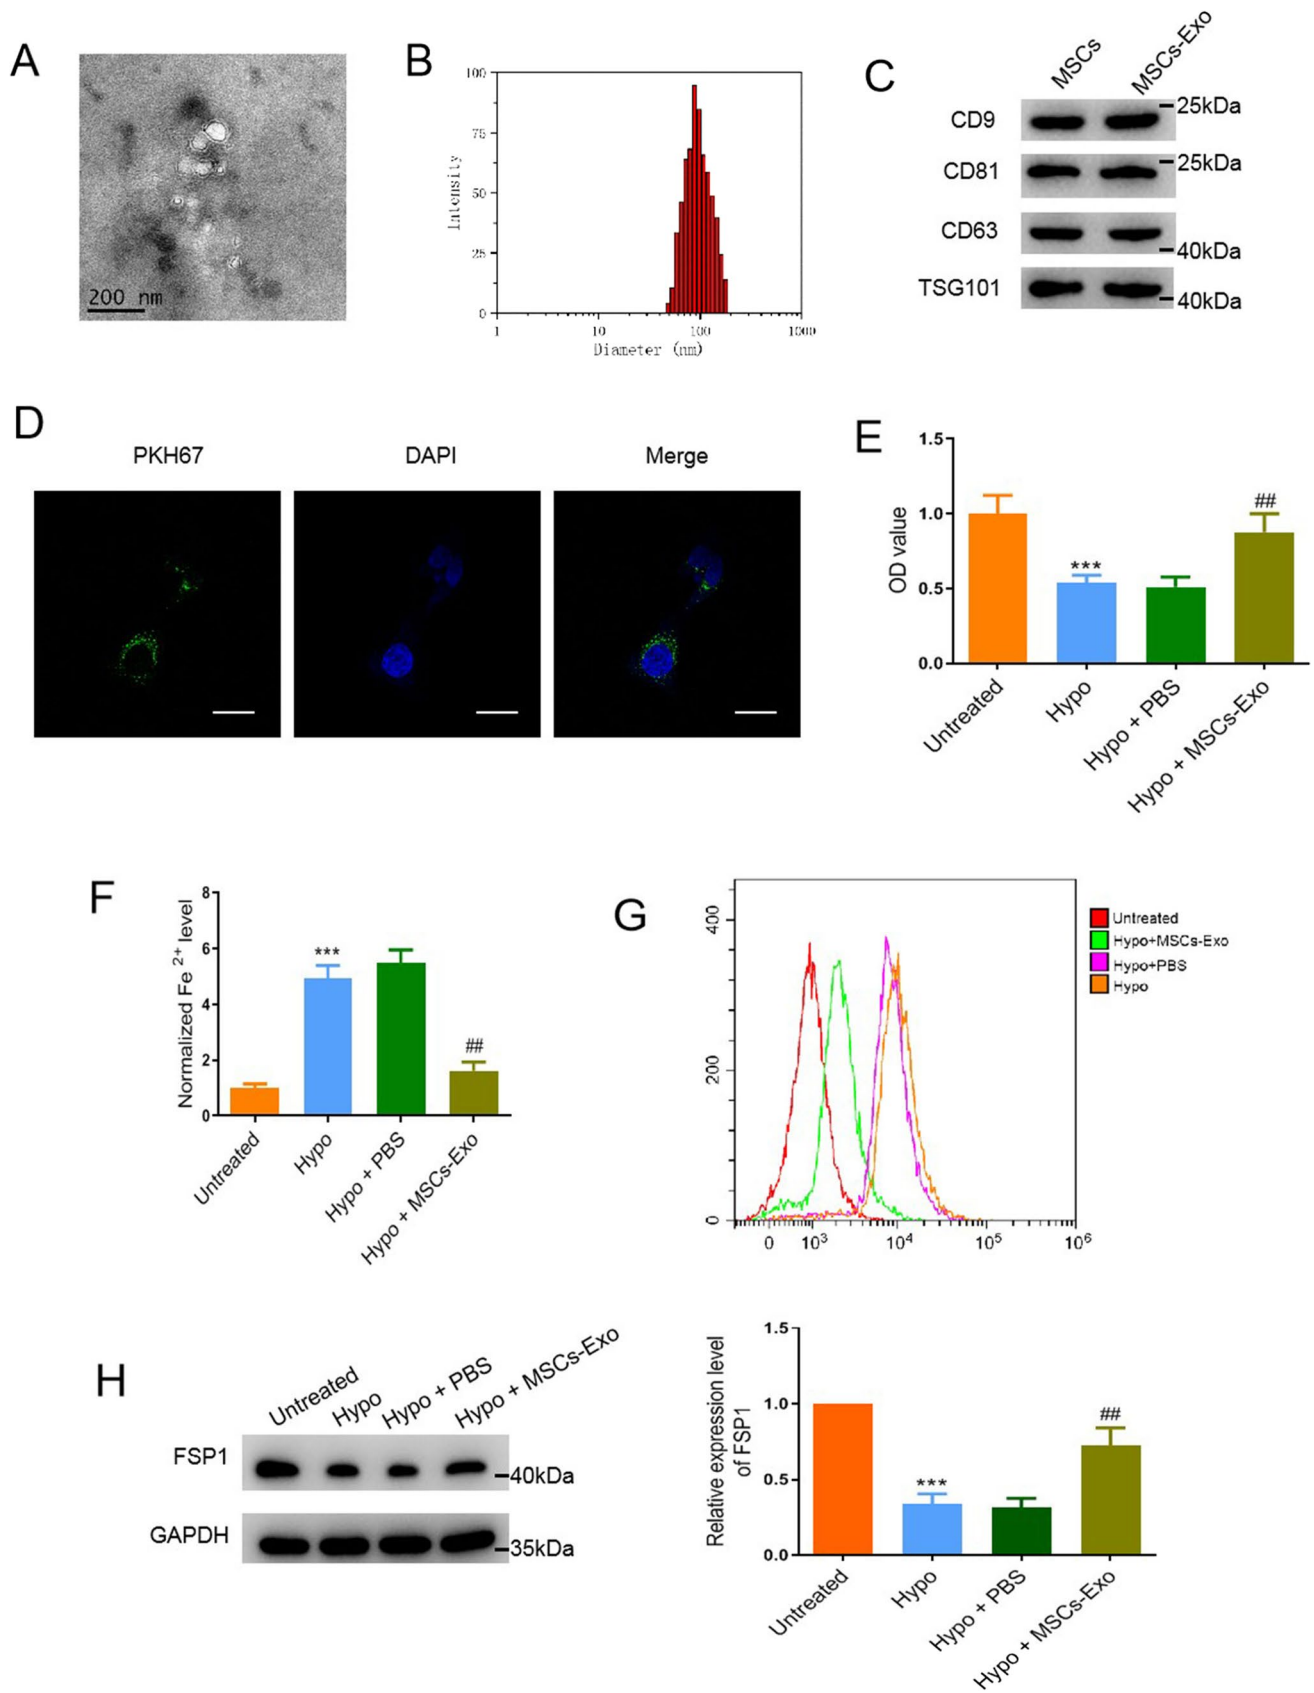 A
200 nm
B
100
75
50
25
0
Intensity
1
10
100
1000
Diameter (nm)
C
MSCs
MSCs-Exo
CD9
25kDa
CD81
25kDa
CD63
40kDa
TSG101
40kDa
D
PKH67
DAPI
Merge
E
1.5
1.0
0.5
0.0
OD value
***
##
Untreated
Hypo
Hypo + PBS
Hypo + MSCs-Exo
F
8
6
4
2
0
Normalized Fe 2+ level
***
##
Untreated
Hypo
Hypo + PBS
Hypo + MSCs-Exo
G
400
200
0
0
10³
10⁴
10⁵
10⁶
Untreated
Hypo+MSCs-Exo
Hypo+PBS
Hypo
H
Untreated
Hypo
Hypo + PBS
Hypo + MSCs-Exo
FSP1
40kDa
GAPDH
35kDa
1.5
1.0
0.5
0.0
Relative expression level
of FSP1
***
##
Untreated
Hypo
Hypo + PBS
Hypo + MSCs-Exo